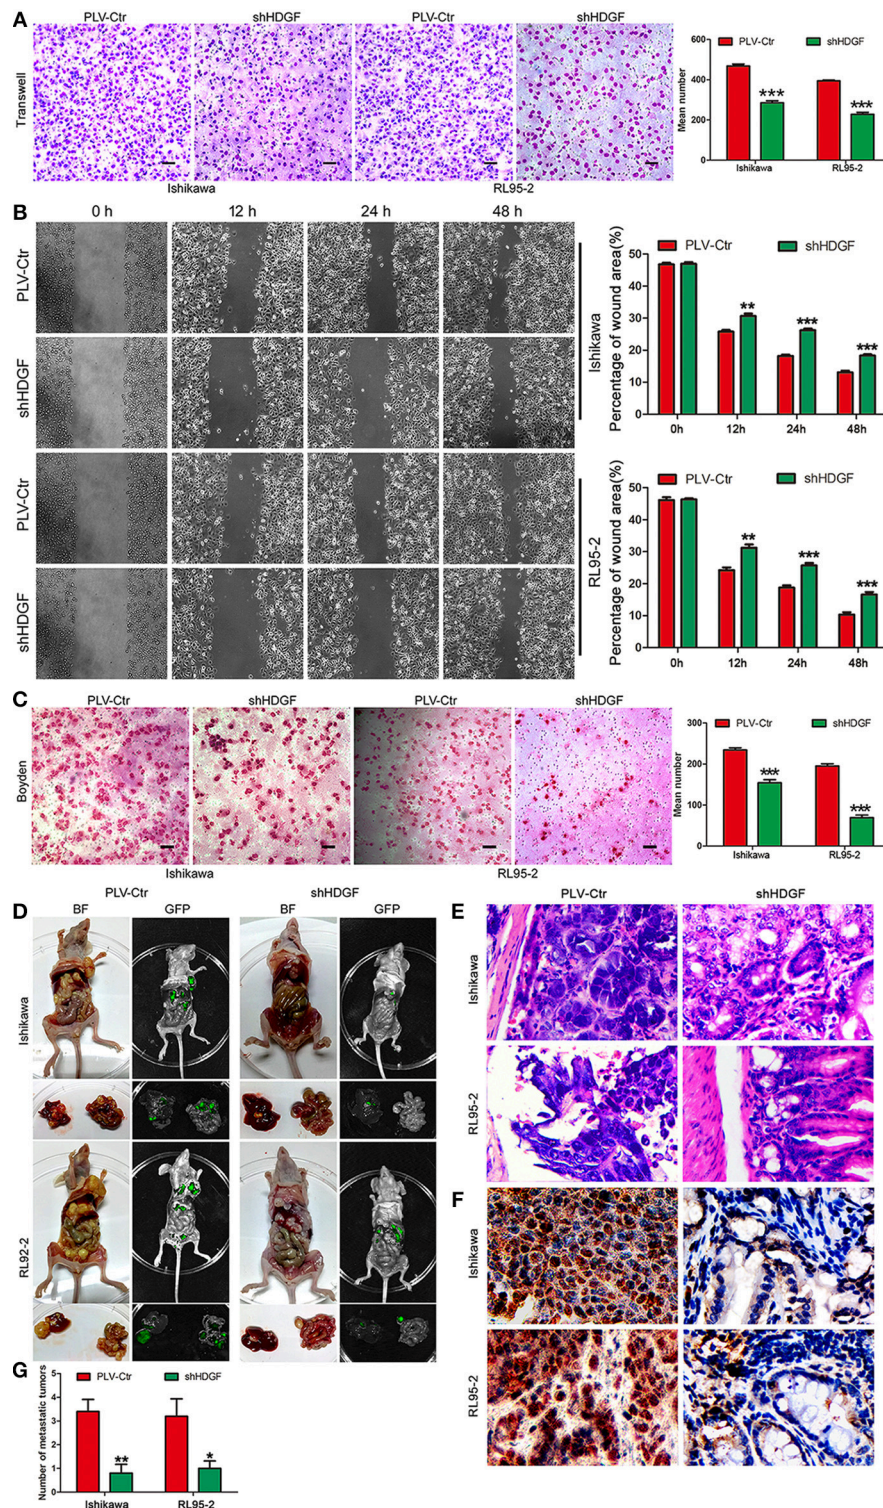 A
PLV-Ctr shHDGF PLV-Ctr shHDGF
Transwell
Ishikawa RL95-2
PLV-Ctr shHDGF
Mean number
600
400
200
0
*** ***
Ishikawa RL95-2
B
0 h 12 h 24 h 48 h
PLV-Ctr
shHDGF
PLV-Ctr
shHDGF
Ishikawa
RL95-2
PLV-Ctr shHDGF
Percentage of wound area(%)
50
40
30
20
10
0
** *** ***
0h 12h 24h 48h
PLV-Ctr shHDGF
Percentage of wound area(%)
50
40
30
20
10
0
** *** ***
0h 12h 24h 48h
C
PLV-Ctr shHDGF PLV-Ctr shHDGF
Boyden
Ishikawa RL95-2
PLV-Ctr shHDGF
Mean number
300
200
100
0
*** ***
Ishikawa RL95-2
D
PLV-Ctr shHDGF
BF GFP BF GFP
Ishikawa
RL92-2
E
PLV-Ctr shHDGF
Ishikawa
RL95-2
F
Ishikawa
RL95-2
G
PLV-Ctr shHDGF
Number of metastatic tumors
5
4
3
2
1
0
** *
Ishikawa RL95-2